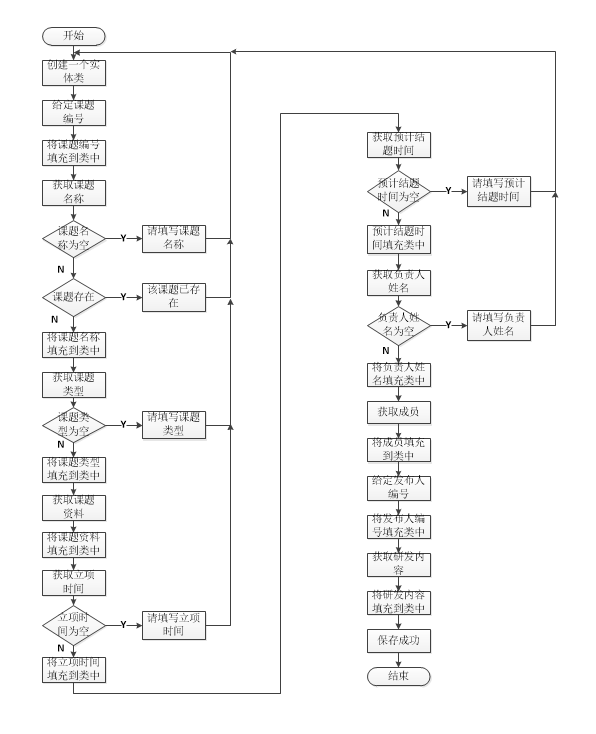 开始
创建一个实
体类
给定课题
编号
将课题编号
填充到类中
获取课题
名称
课题名
称为空
Y
请填写课题
名称
N
课题存在
Y
该课题已存
在
N
将课题名称
填充到类中
获取课题
类型
课题类
型为空
Y
请填写课题
类型
N
将课题类型
填充到类中
获取课题
资料
将课题资料
填充到类中
获取立项
时间
立项时
间为空
Y
请填写立项
时间
N
将立项时间
填充到类中
获取预计结
题时间
预计结题
时间为空
Y
请填写预计
结题时间
N
预计结题时
间填充类中
获取负责人
姓名
负责人姓
名为空
Y
请填写负责
人姓名
N
将负责人姓
名填充类中
获取成员
将成员填充
到类中
给定发布人
编号
将发布人编
号填充类中
获取研发内
容
将研发内容
填充到类中
保存成功
结束